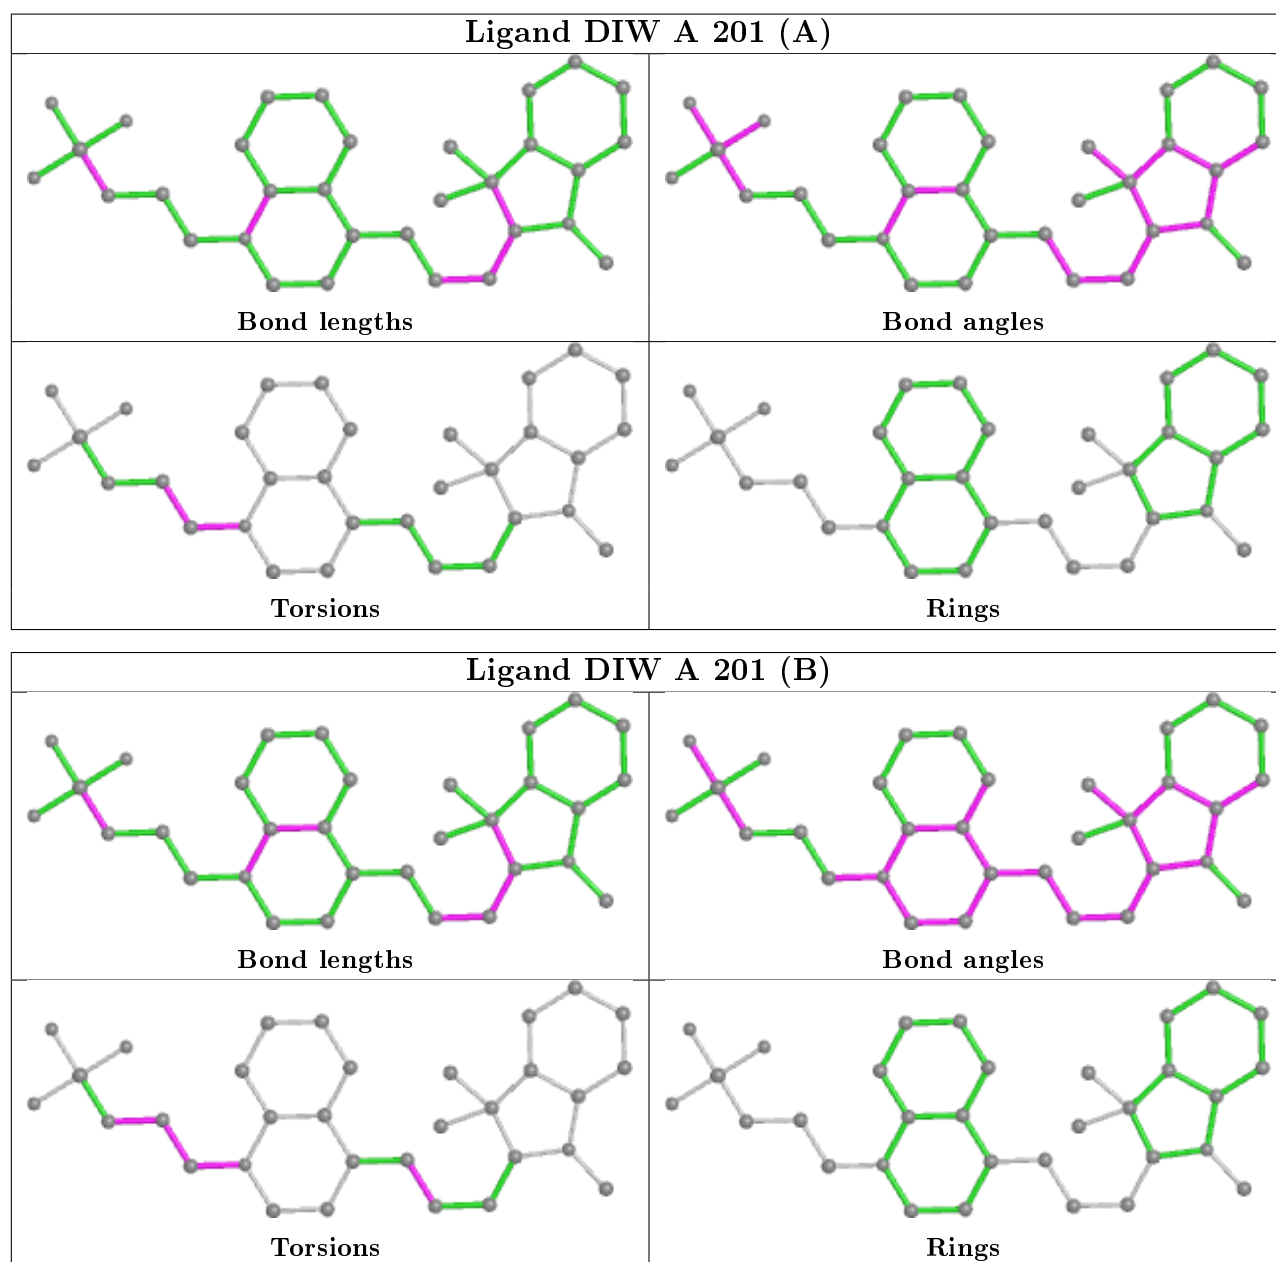 Ligand DIW A 201 (A)
Bond lengths
Bond angles
Torsions
Rings
Ligand DIW A 201 (B)
Bond lengths
Bond angles
Torsions
Rings